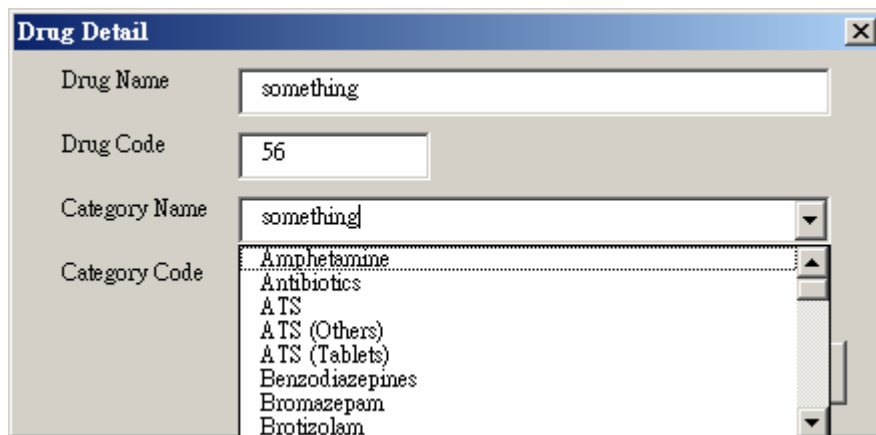 Drug Detail
Drug Name something
Drug Code 56
Category Name something
Category Code
Amphetamine
Antibiotics
ATS
ATS (Others)
ATS (Tablets)
Benzodiazepines
Bromazepam
Brotizolam